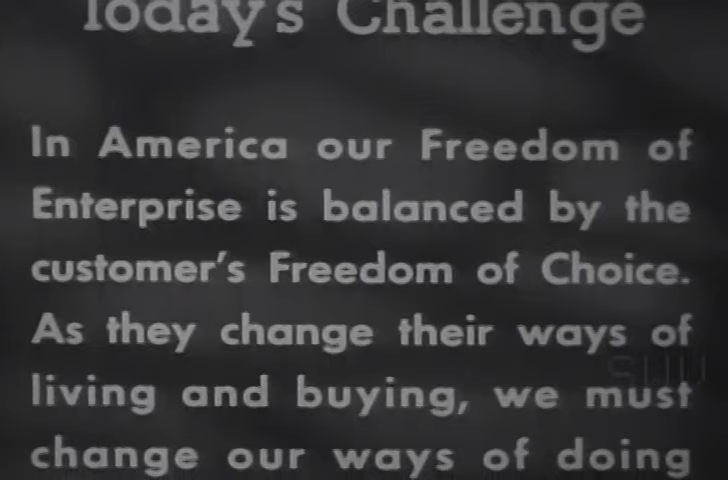 Today's Challenge
In America our Freedom of
Enterprise is balanced by the
customer's Freedom of Choice.
As they change their ways of
living and buying, we must
change our ways of doing